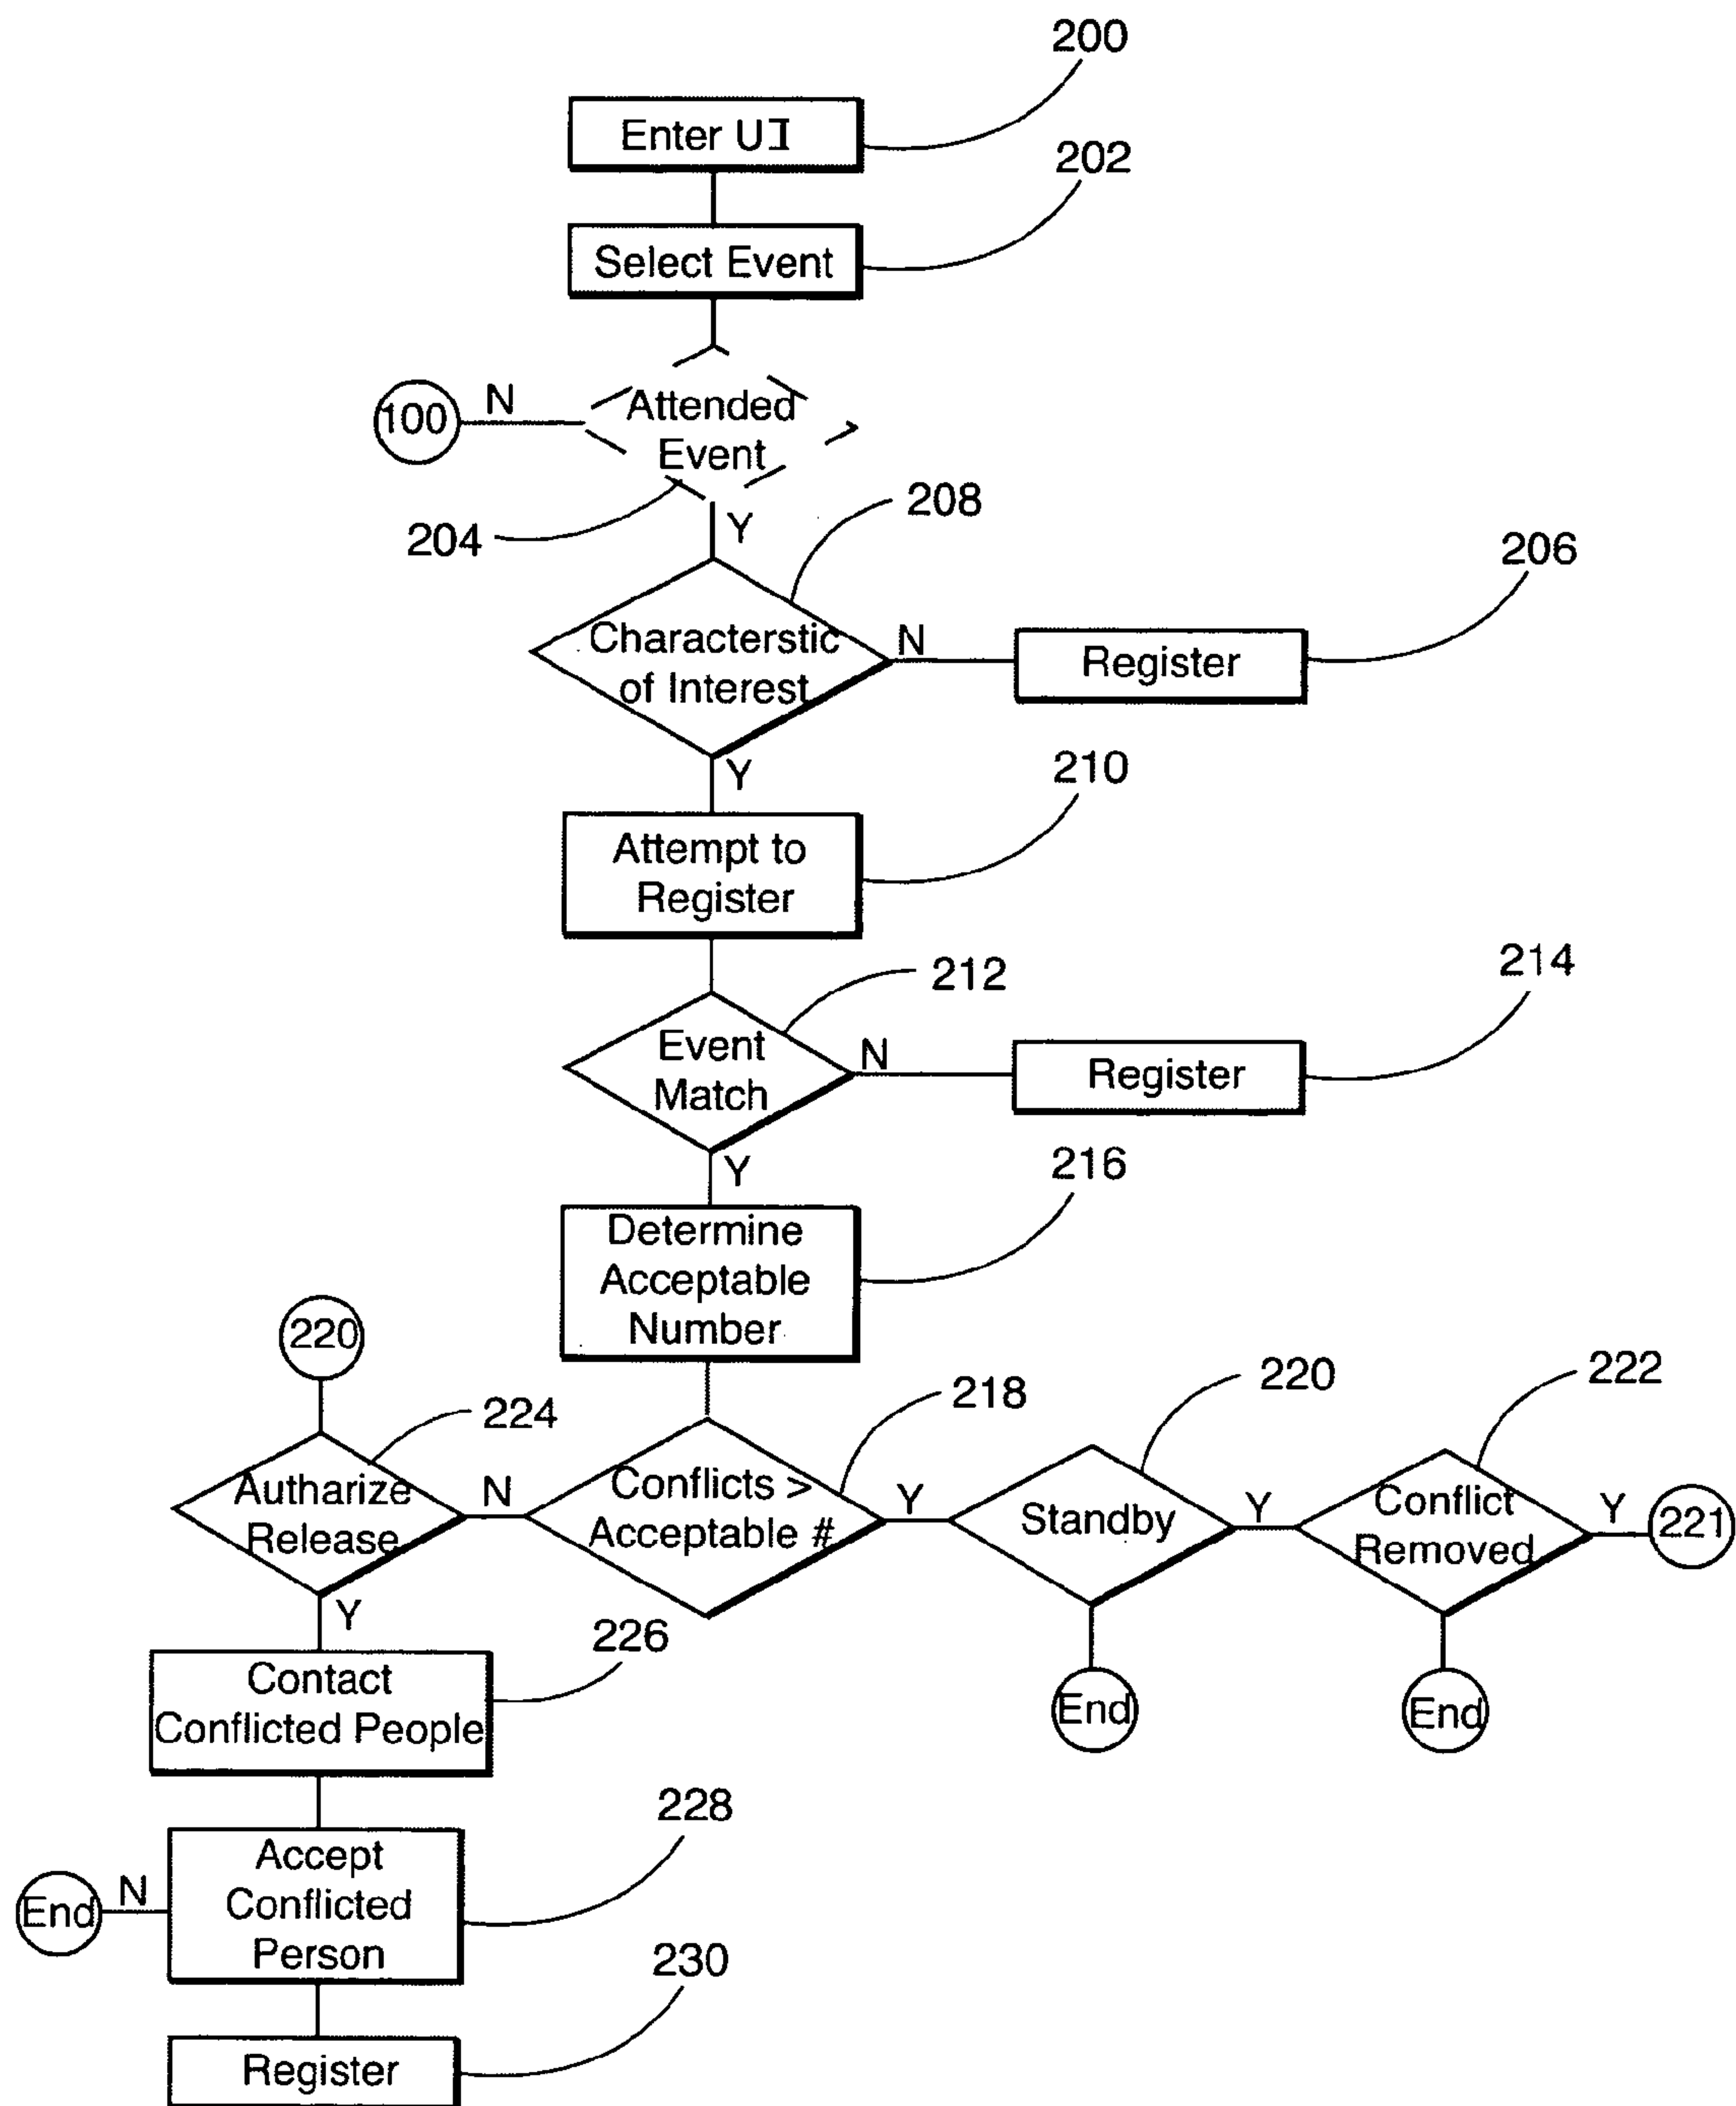 200
Enter UI
202
Select Event
100
N
Attended
Event
204
Y
208
206
Characterstic
of Interest
N
Register
Y
210
Attempt to
Register
212
214
Event
Match
N
Register
Y
216
Determine
Acceptable
Number
220
224
218
220
222
Autharize
Release
N
Conflicts >
Acceptable #
Y
Standby
Y
Conflict
Removed
Y
221
Y
226
Contact
Conflicted People
End
End
228
Accept
Conflicted
Person
End
N
230
Register